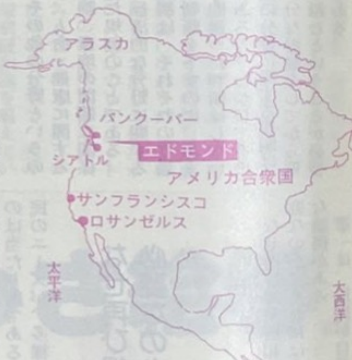 アラスカ
バンクーバー
エドモンド
シアトル
アメリカ合衆国
サンフランシスコ
ロサンゼルス
太平洋
大西洋